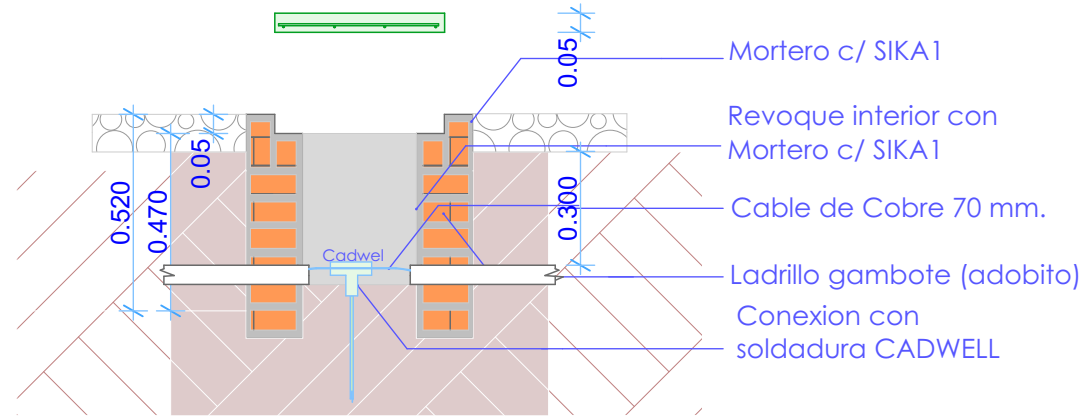 0.05
Mortero c/ SIKA1
Revoque interior con
Mortero c/ SIKA1
0.05
0.520
0.470
0.300
Cable de Cobre 70 mm.
Cadwel
Ladrillo gambote (adobito)
Conexion con
soldadura CADWELL